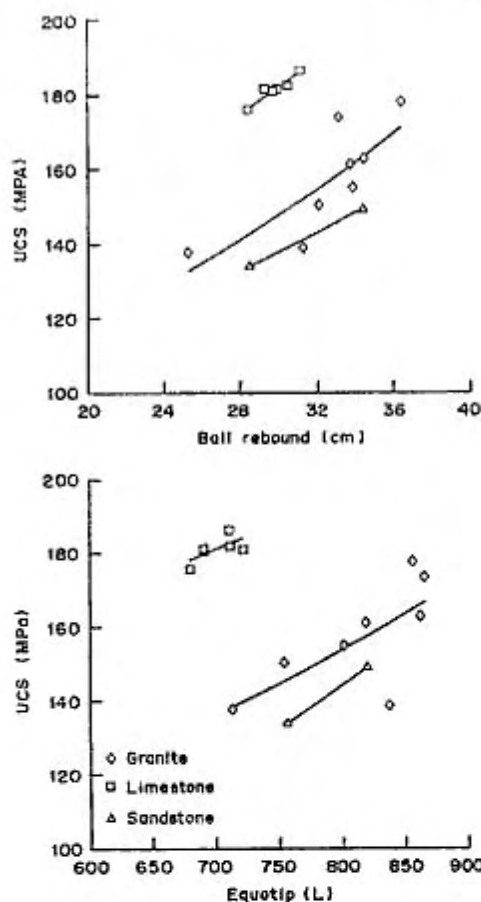 200
180
160
140
120
100
UCS (MPA)
20 24 28 32 36 40
Ball rebound (cm)
200
180
160
140
120
100
UCS (MPa)
Granite
Limestone
Sandstone
600 650 700 750 800 850 900
Equotip (L)